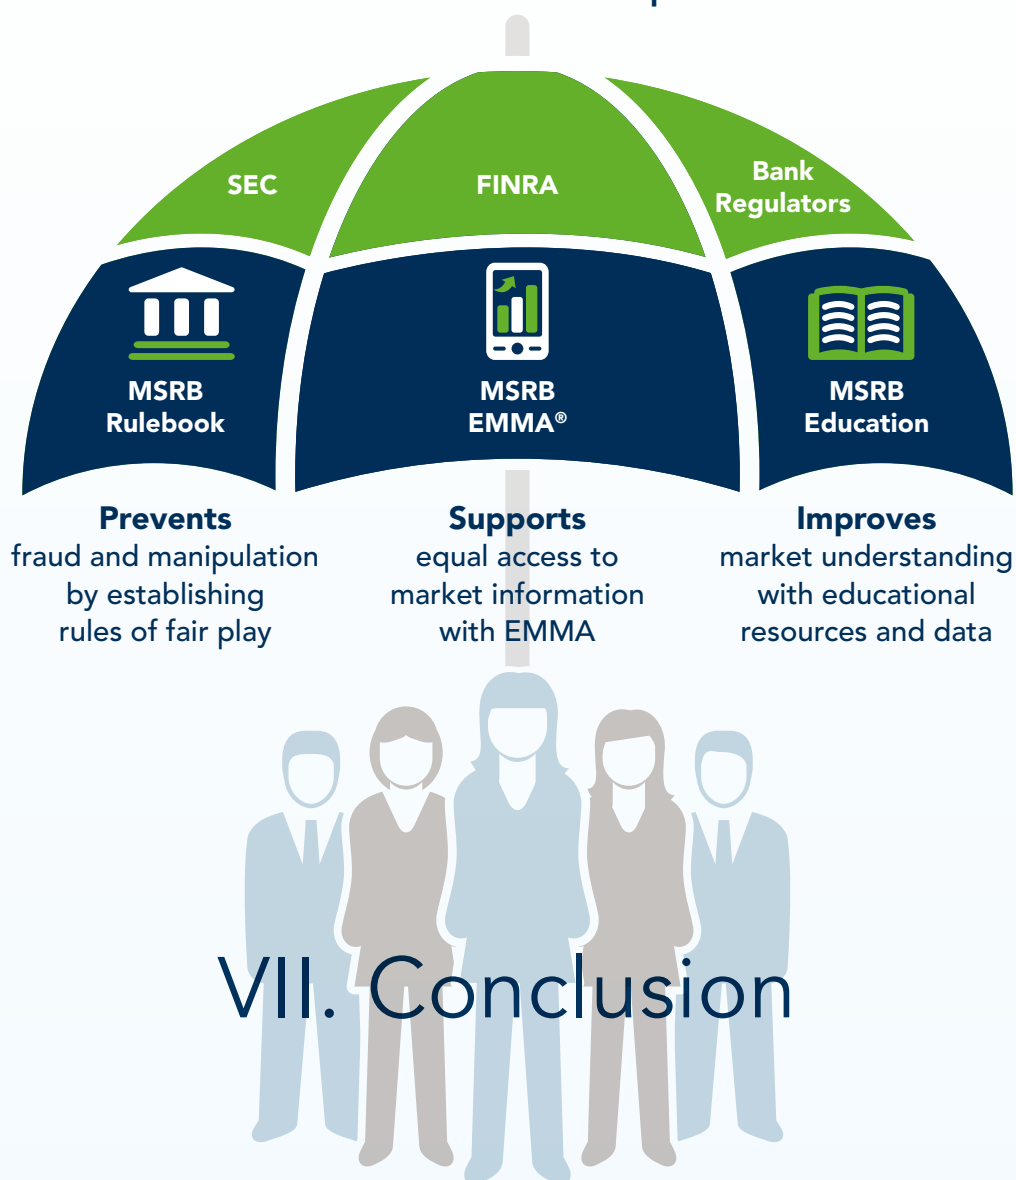 SEC
FINRA
Bank
Regulators
MSRB
Rulebook
MSRB
EMMA®
MSRB
Education
Prevents
fraud and manipulation
by establishing
rules of fair play
Supports
equal access to
market information
with EMMA
Improves
market understanding
with educational
resources and data
VII. Conclusion